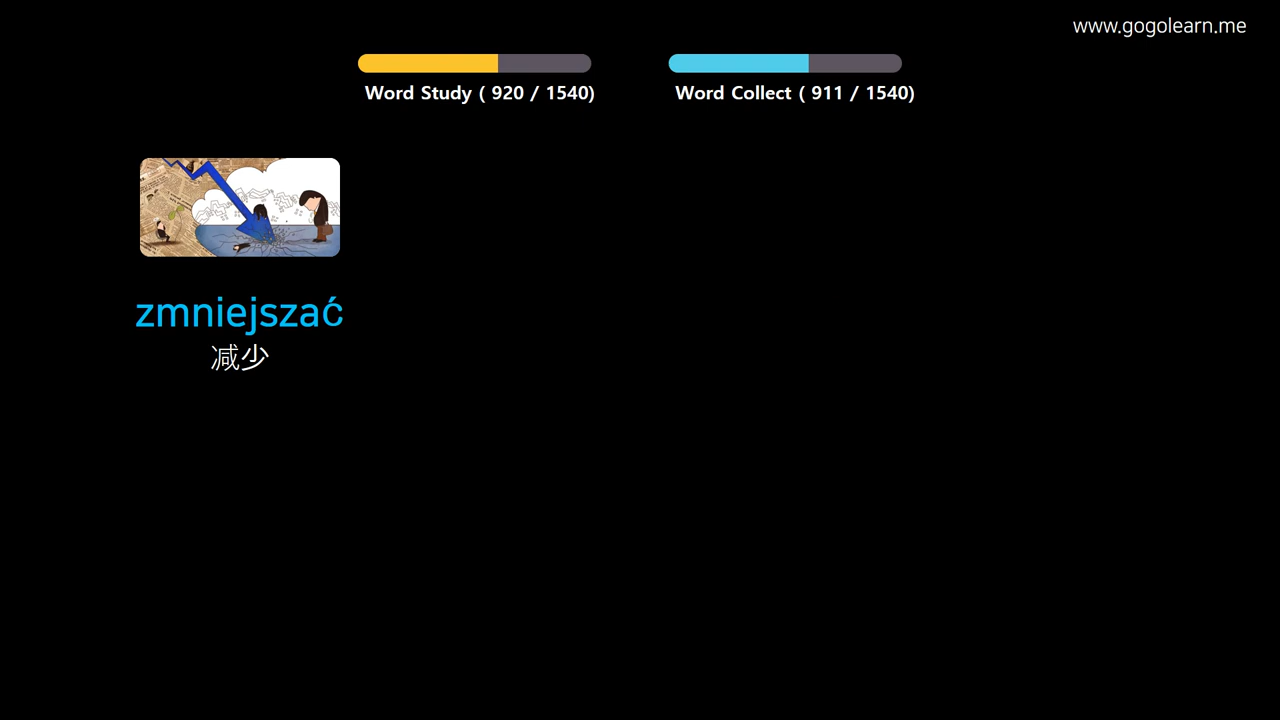 www.gogolearn.me
Word Study ( 920 / 1540)
Word Collect ( 911 / 1540)
zmniejszać
减少